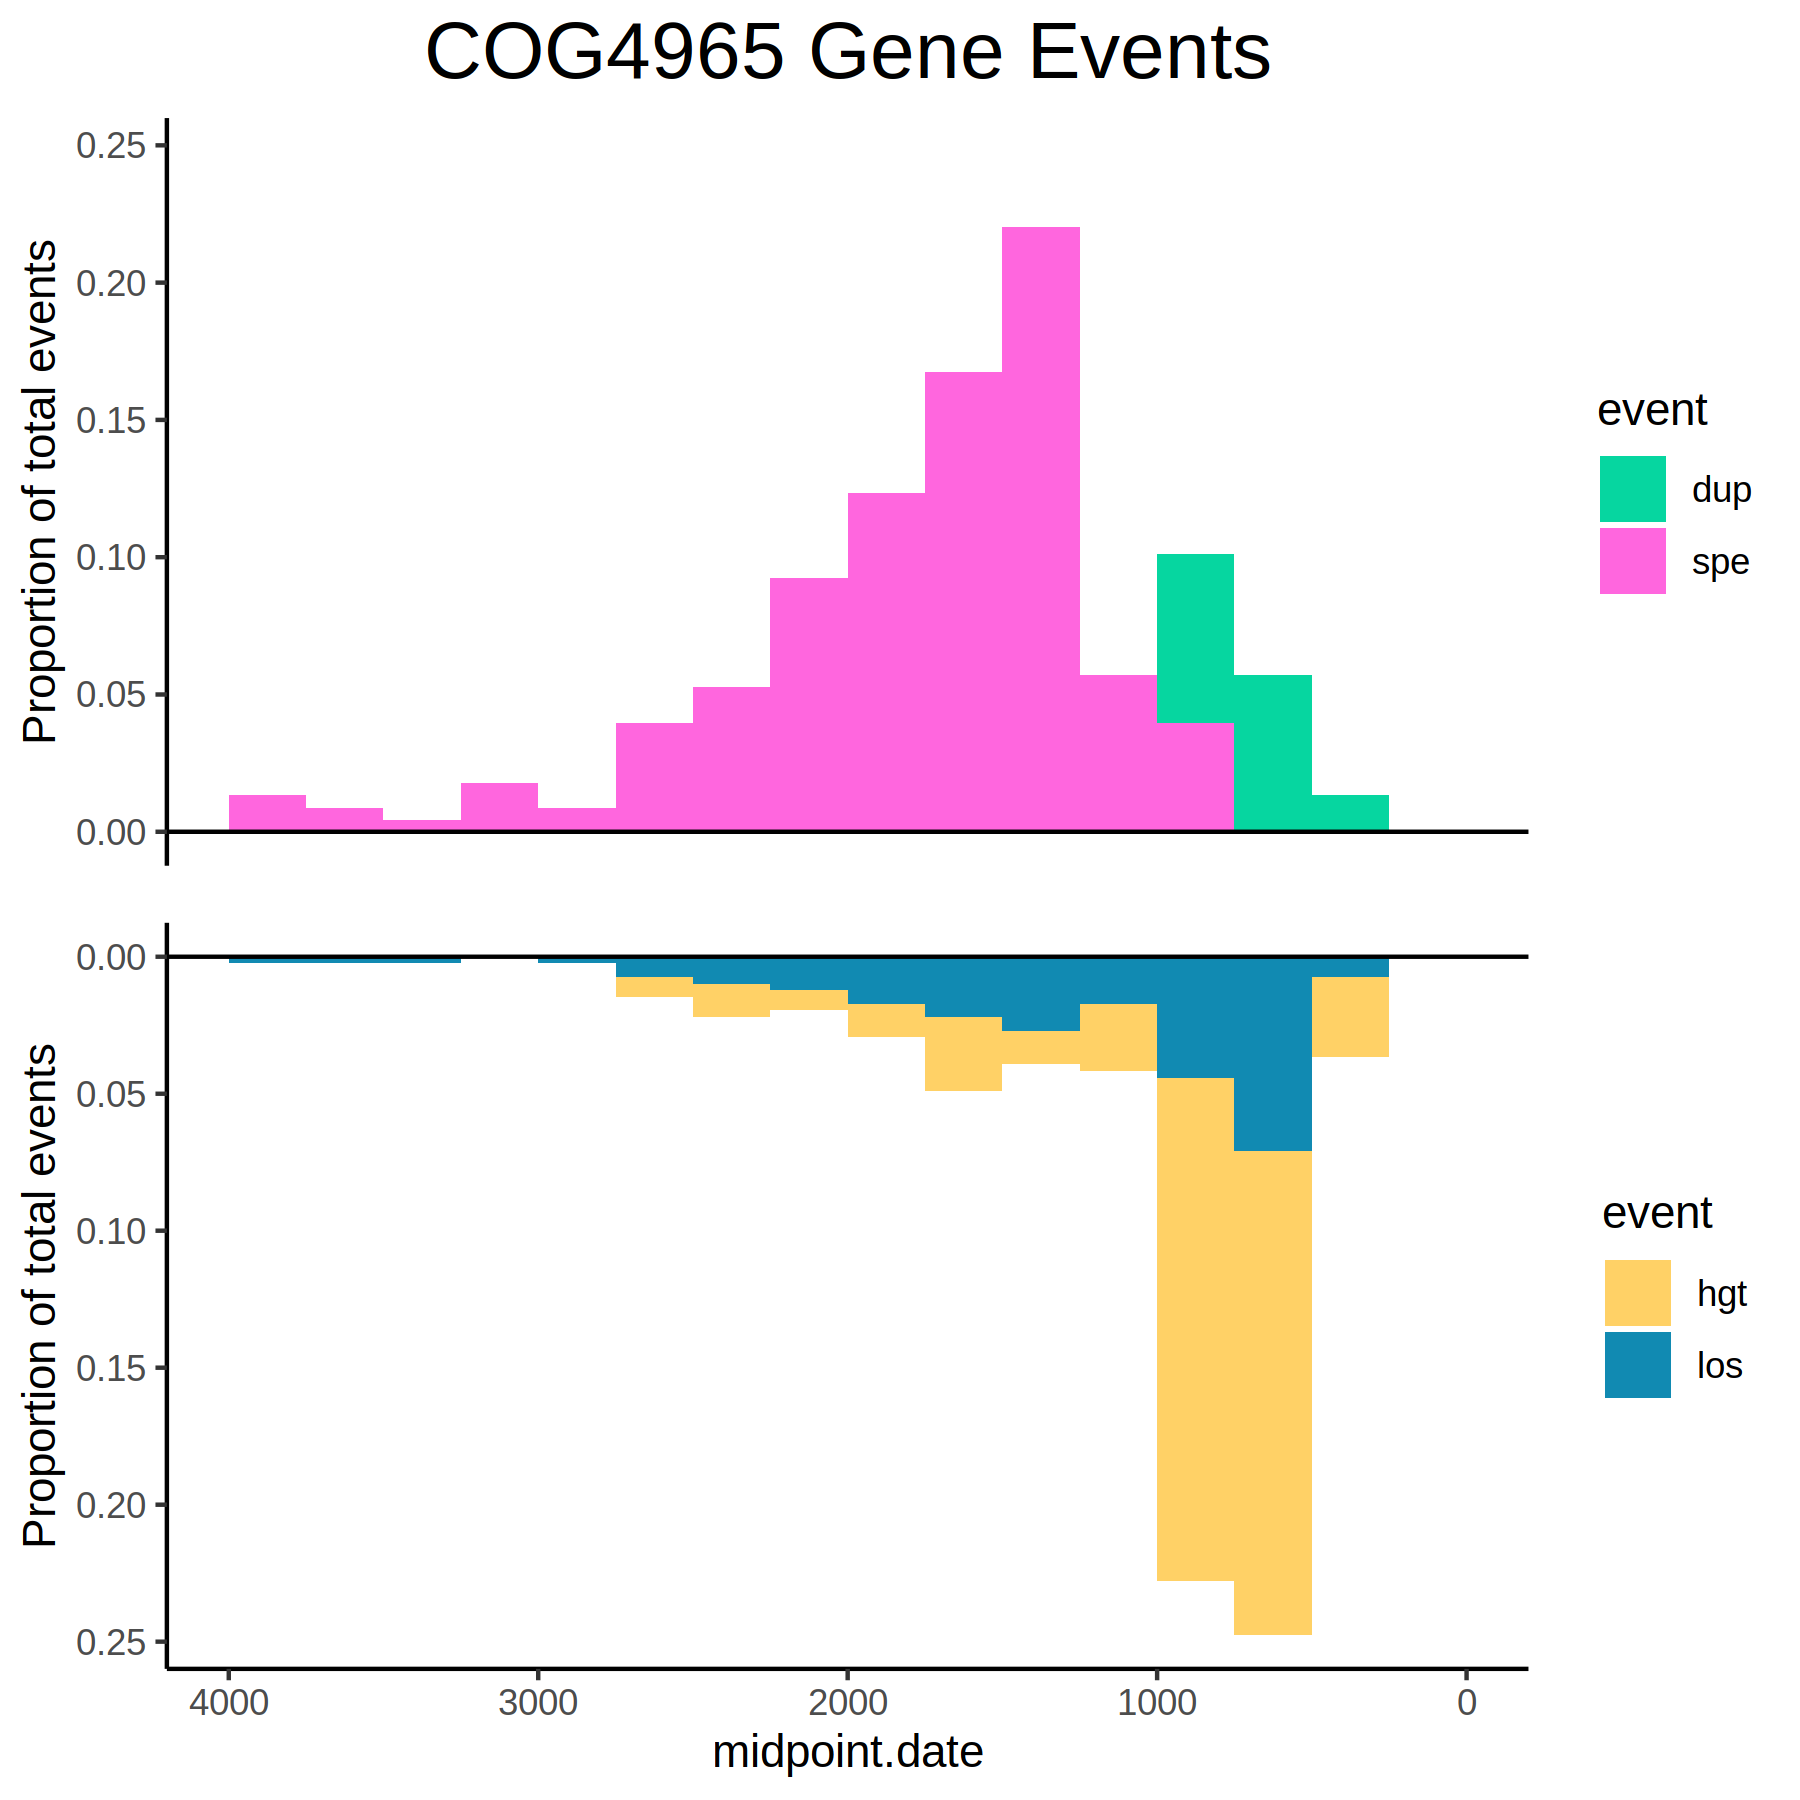 COG4965 Gene Events
Proportion of total events
0.25
0.20
0.15
0.10
0.05
0.00
event
dup
spe
Proportion of total events
0.00
0.05
0.10
0.15
0.20
0.25
event
hgt
los
4000 3000 2000 1000 0
midpoint.date